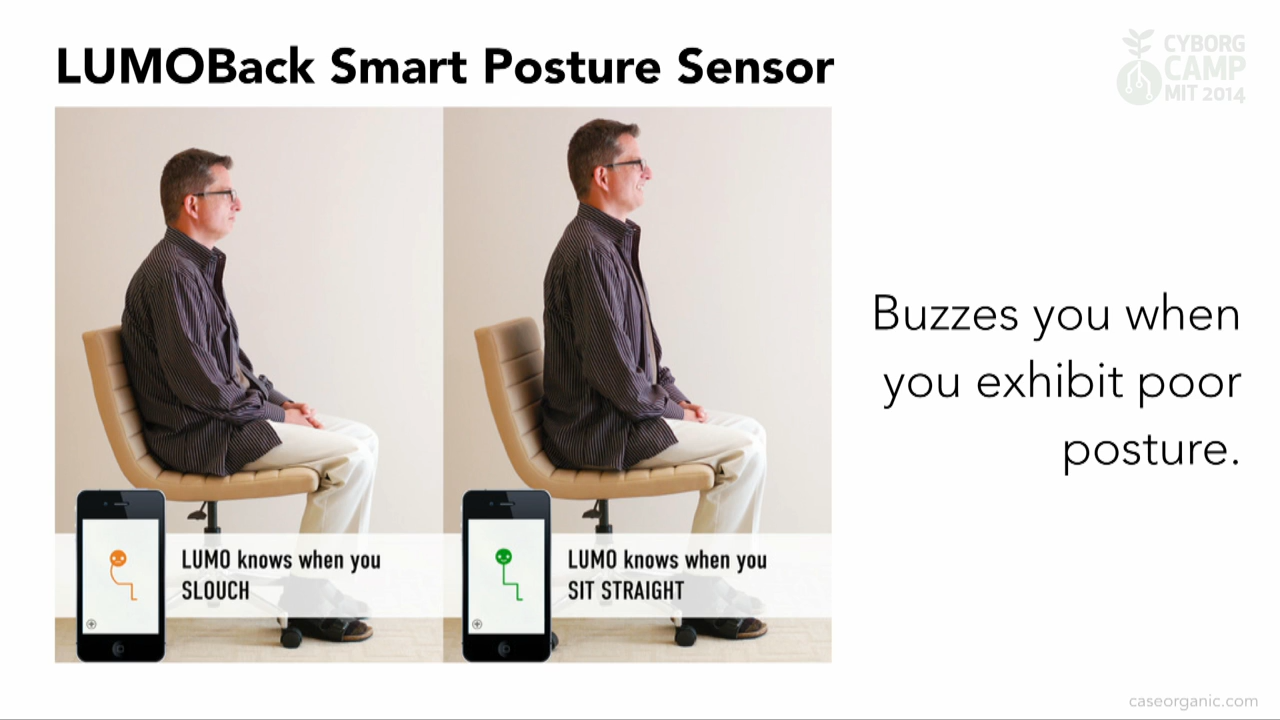 LUMOBack Smart Posture Sensor
CYBORG
CAMP
MIT 2014
Buzzes you when
you exhibit poor
posture.
LUMO knows when you
SLOUCH
LUMO knows when you
SIT STRAIGHT
caseorganic.com